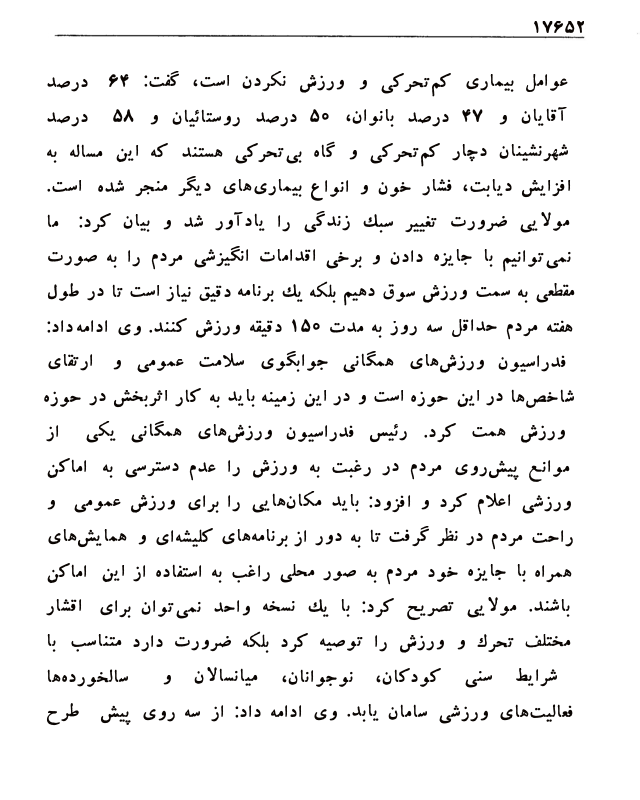 ۱۷۶۵۲
عوامل بیماری کم‌تحرکی و ورزش نکردن است، گفت: ۶۴ درصد
آقایان و ۴۷ درصد بانوان، ۵۰ درصد روستائیان و ۵۸ درصد
شهرنشینان دچار کم‌تحرکی و گاه بی‌تحرکی هستند که این مساله به
افزایش دیابت، فشار خون و انواع بیماری‌های دیگر منجر شده است.
مولایی ضرورت تغییر سبك زندگی را یادآور شد و بیان کرد: ما
نمی‌توانیم با جایزه دادن و برخی اقدامات انگیزشی مردم را به صورت
مقطعی به سمت ورزش سوق دهیم بلکه یك برنامه دقیق نیاز است تا در طول
هفته مردم حداقل سه روز به مدت ۱۵۰ دقیقه ورزش کنند. وی ادامه‌داد:
فدراسیون ورزش‌های همگانی جوابگوی سلامت عمومی و ارتقای
شاخص‌ها در این حوزه است و در این زمینه باید به کار اثربخش در حوزه
ورزش همت کرد. رئیس فدراسیون ورزش‌های همگانی یکی از
موانع پیش‌روی مردم در رغبت به ورزش را عدم دسترسی به اماکن
ورزشی اعلام کرد و افزود: باید مکان‌هایی را برای ورزش عمومی و
راحت مردم در نظر گرفت تا به دور از برنامه‌های کلیشه‌ای و همایش‌های
همراه با جایزه خود مردم به صور محلی راغب به استفاده از این اماکن
باشند. مولایی تصریح کرد: با یك نسخه واحد نمی‌توان برای اقشار
مختلف تحرك و ورزش را توصیه کرد بلکه ضرورت دارد متناسب با
شرایط سنی کودکان، نوجوانان، میانسالان و سالخورده‌ها
فعالیت‌های ورزشی سامان یابد. وی ادامه داد: از سه روی پیش طرح